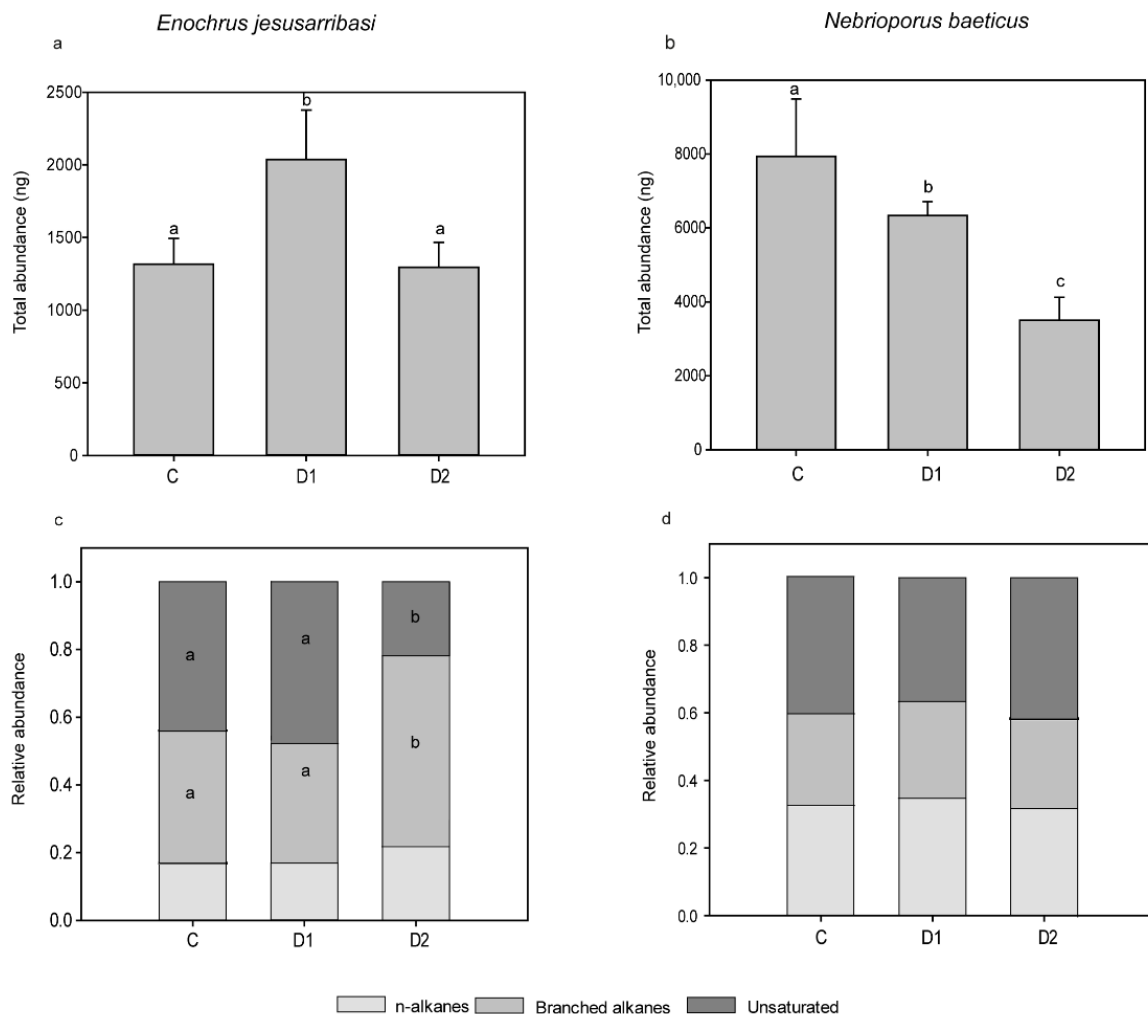 Enochrus jesusarribasi
Nebrioporus baeticus
a
2500
2000
1500
1000
500
0
Total abundance (ng)
a
b
a
C D1 D2
b
10,000
8000
6000
4000
2000
0
Total abundance (ng)
a
b
c
C D1 D2
c
1.0
0.8
0.6
0.4
0.2
0.0
Relative abundance
a a b
a a b
C D1 D2
d
1.0
0.8
0.6
0.4
0.2
0.0
Relative abundance
C D1 D2
n-alkanes Branched alkanes Unsaturated